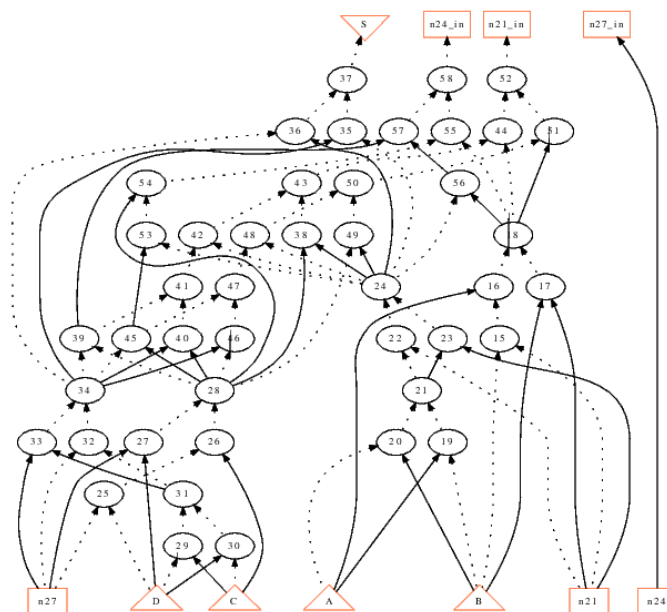 S n24_in n21_in n27_in
37 58 52
36 35 57 55 44 51
54 43 50 56
53 42 48 38 49 18
41 47 24 16 17
39 45 40 46 22 23 15
34 28 21
33 32 27 26 20 19
25 31
29 30
n27 D C A B n21 n24